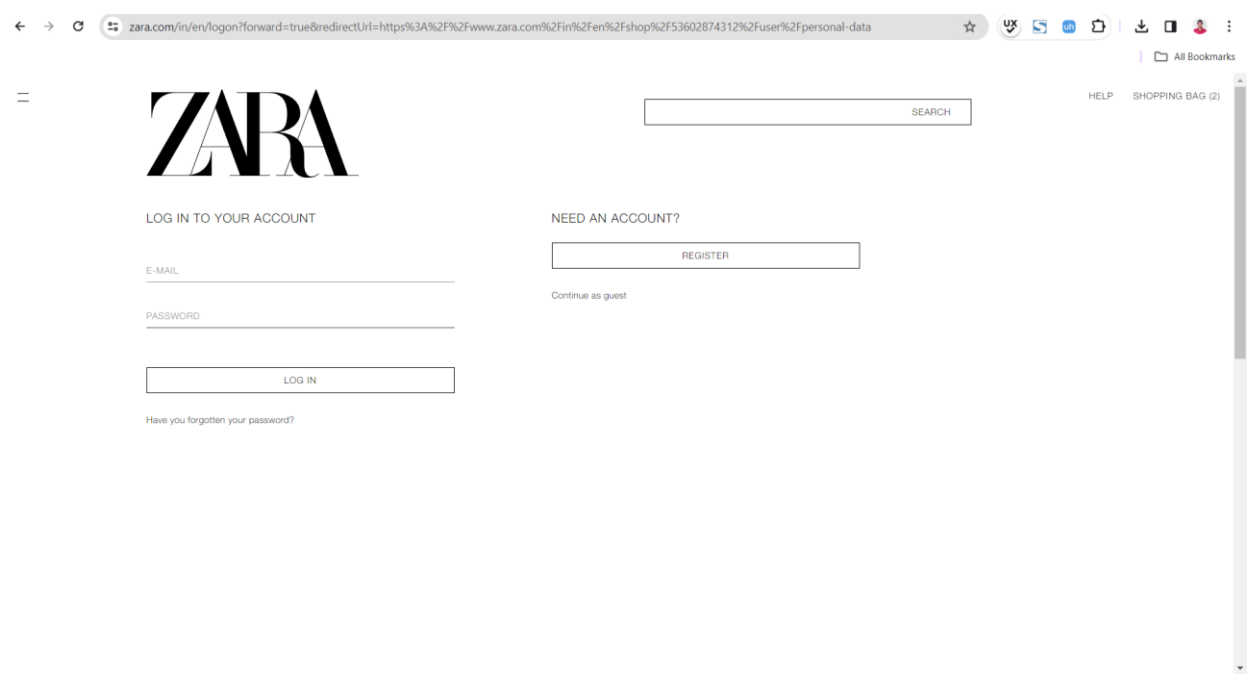 zara.com/in/en/logon?forward=true&redirectUrl=https%3A%2F%2Fwww.zara.com%2Fin%2Fen%2Fshop%2F53602874312%2Fuser%2Fpersonal-data
UX
S
uh
All Bookmarks
ZARA
SEARCH
HELP
SHOPPING BAG (2)
LOG IN TO YOUR ACCOUNT
E-MAIL
PASSWORD
LOG IN
Have you forgotten your password?
NEED AN ACCOUNT?
REGISTER
Continue as guest